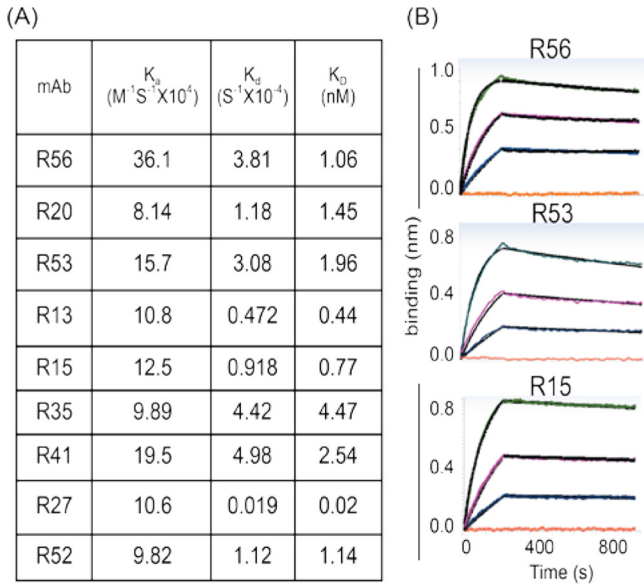 (A)
mAb Ka (M⁻¹S⁻¹X10⁴) Kd (S⁻¹X10⁻⁴) KD (nM)
R56 36.1 3.81 1.06
R20 8.14 1.18 1.45
R53 15.7 3.08 1.96
R13 10.8 0.472 0.44
R15 12.5 0.918 0.77
R35 9.89 4.42 4.47
R41 19.5 4.98 2.54
R27 10.6 0.019 0.02
R52 9.82 1.12 1.14
(B)
binding (nm)
R56
1.0
0.5
0.0
R53
0.8
0.4
0.0
R15
0.8
0.4
0.0
0 400 800
Time (s)